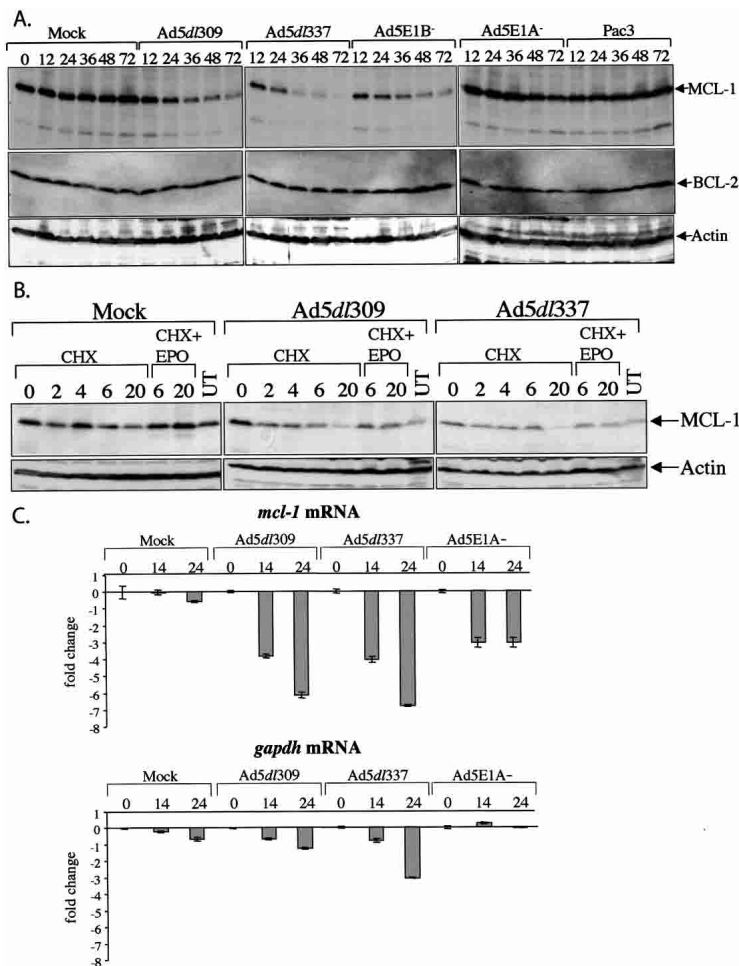 A.
Mock Ad5dl309 Ad5dl337 Ad5E1B- Ad5E1A- Pac3
0 12 24 36 48 72 12 24 36 48 72 12 24 36 48 72 12 24 36 48 72 12 24 36 48 72 12 24 36 48 72
MCL-1
BCL-2
Actin
B.
Mock Ad5dl309 Ad5dl337
CHX CHX+ EPO UT CHX CHX+ EPO UT CHX CHX+ EPO UT
0 2 4 6 20 6 20 0 2 4 6 20 6 20 0 2 4 6 20 6 20
MCL-1
Actin
C.
mcl-1 mRNA
Mock Ad5dl309 Ad5dl337 Ad5E1A-
0 14 24 0 14 24 0 14 24 0 14 24
1
0
-1
-2
-3
-4
-5
-6
-7
-8
fold change
gapdh mRNA
Mock Ad5dl309 Ad5dl337 Ad5E1A-
0 14 24 0 14 24 0 14 24 0 14 24
1
0
-1
-2
-3
-4
-5
-6
-7
-8
fold change